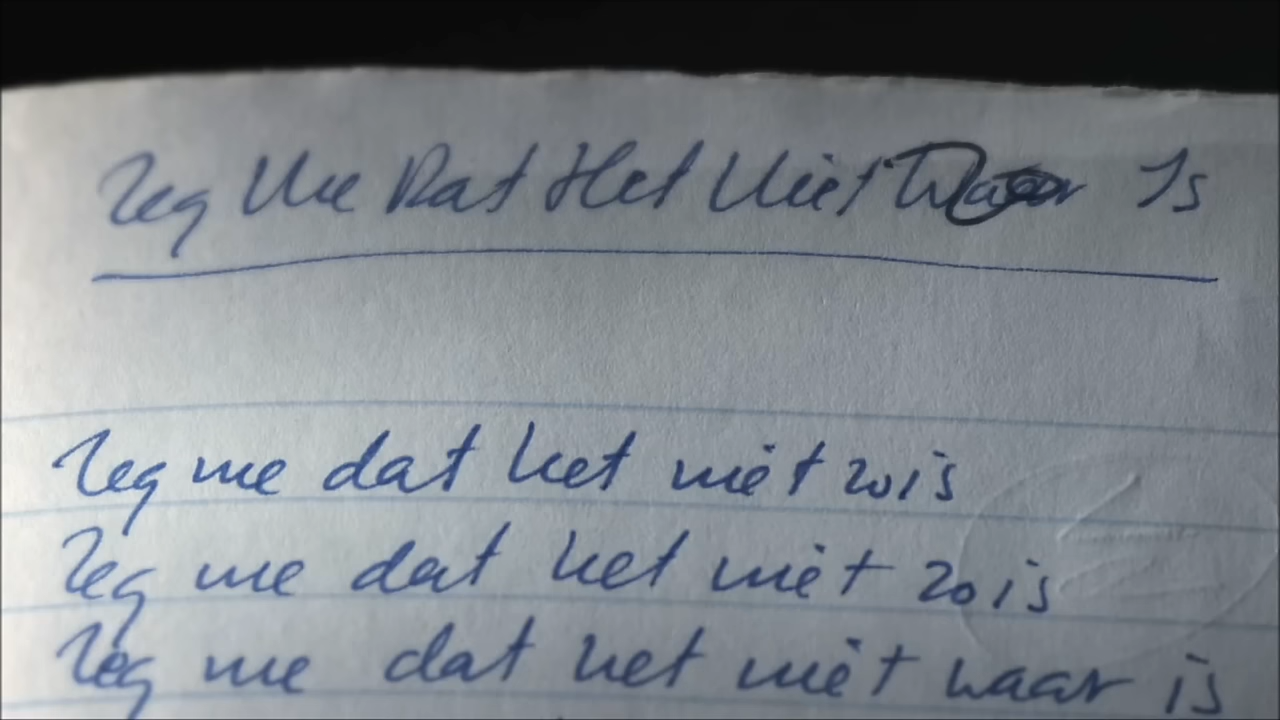 Zeg Me Dat Het Niet Waar Is
Zeg me dat het niet zo is
Zeg me dat het niet zo is
Zeg me dat het niet waar is